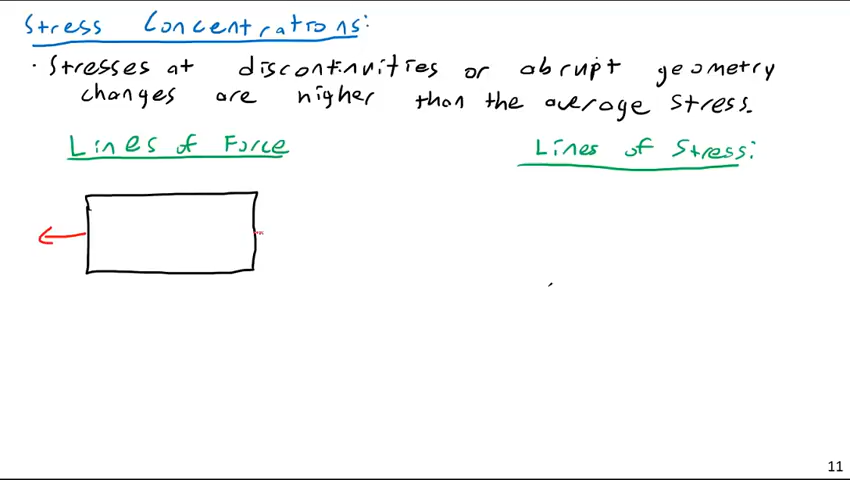 Stress Concentrations:
· Stresses at discontinuities or abrupt geometry
changes are higher than the average stress.
Lines of Force
Lines of Stress:
11